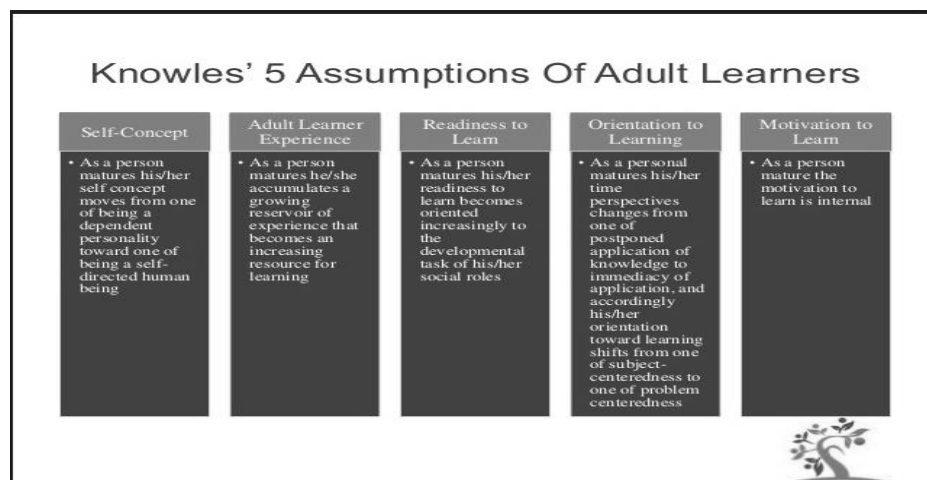 Knowles' 5 Assumptions Of Adult Learners
Self-Concept
• As a person
matures his/her
self concept
moves from one
of being a
dependent
personality
toward one of
being a self-
directed human
being
Adult Learner
Experience
• As a person
matures he/she
accumulates a
growing
reservoir of
experience that
becomes an
increasing
resource for
learning
Readiness to
Learn
• As a person
matures his/her
readiness to
learn becomes
oriented
increasingly to
the
developmental
task of his/her
social roles
Orientation to
Learning
• As a personal
matures his/her
time
perspectives
changes from
one of
postponed
application of
knowledge to
immediacy of
application, and
accordingly
his/her
orientation
toward learning
shifts from one
of subject-
centeredness to
one of problem
centeredness
Motivation to
Learn
• As a person
mature the
motivation to
learn is internal